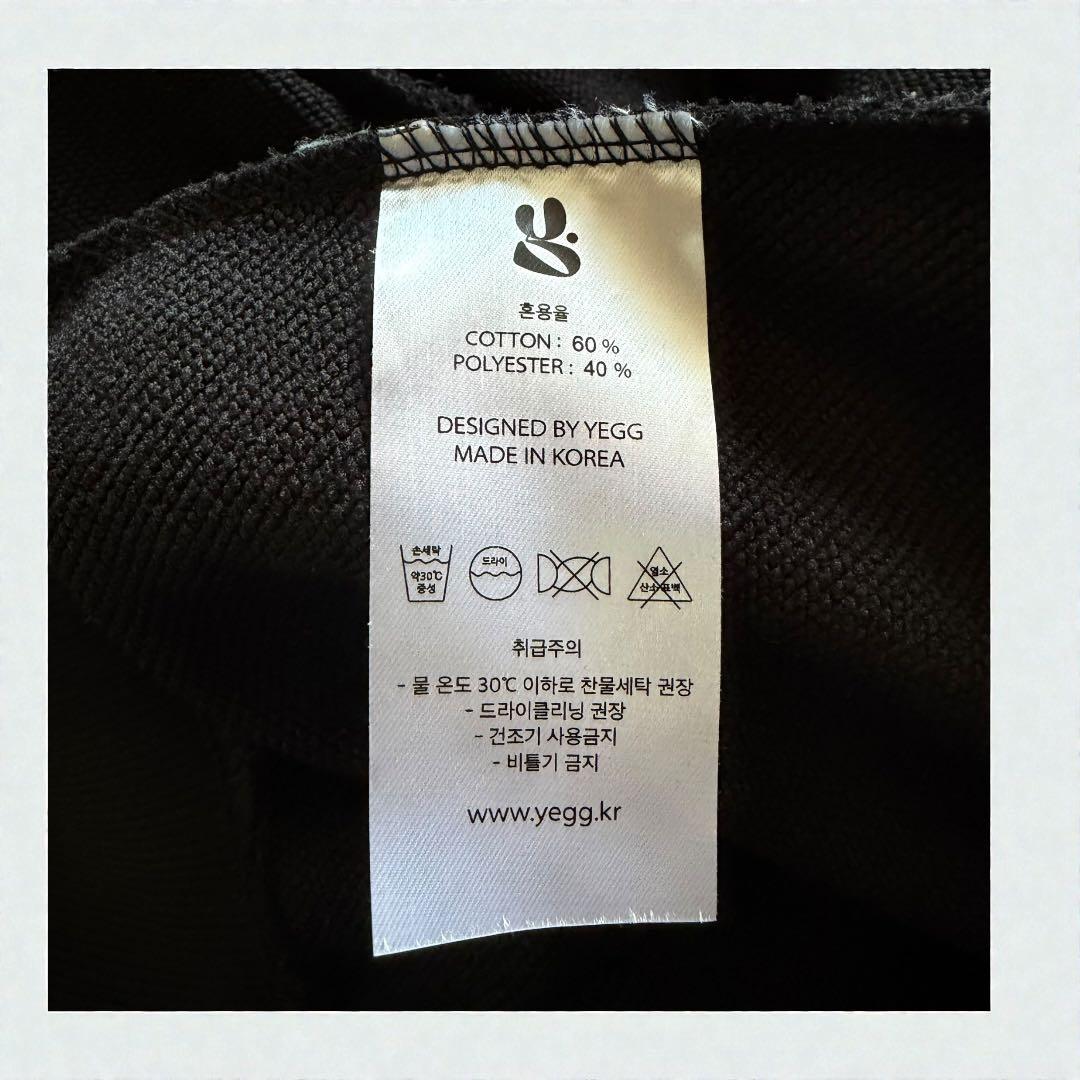 혼용율
COTTON : 60 %
POLYESTER : 40 %
DESIGNED BY YEGG
MADE IN KOREA
손세탁
약30℃
중성
드라이
염소
산소표백
취급주의
- 물 온도 30℃ 이하로 찬물세탁 권장
- 드라이클리닝 권장
- 건조기 사용금지
- 비틀기 금지
www.yegg.kr